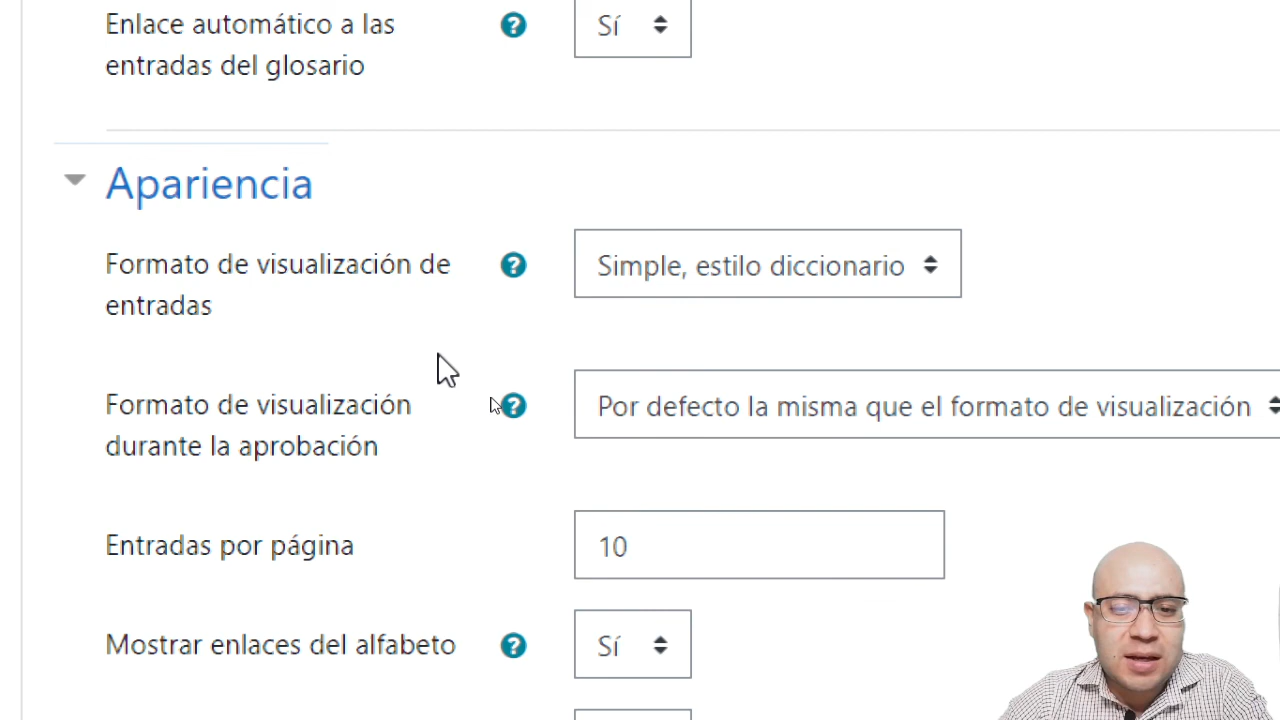 Enlace automático a las
entradas del glosario
Sí
Apariencia
Formato de visualización de
entradas
Simple, estilo diccionario
Formato de visualización
durante la aprobación
Por defecto la misma que el formato de visualización
Entradas por página
10
Mostrar enlaces del alfabeto
Sí